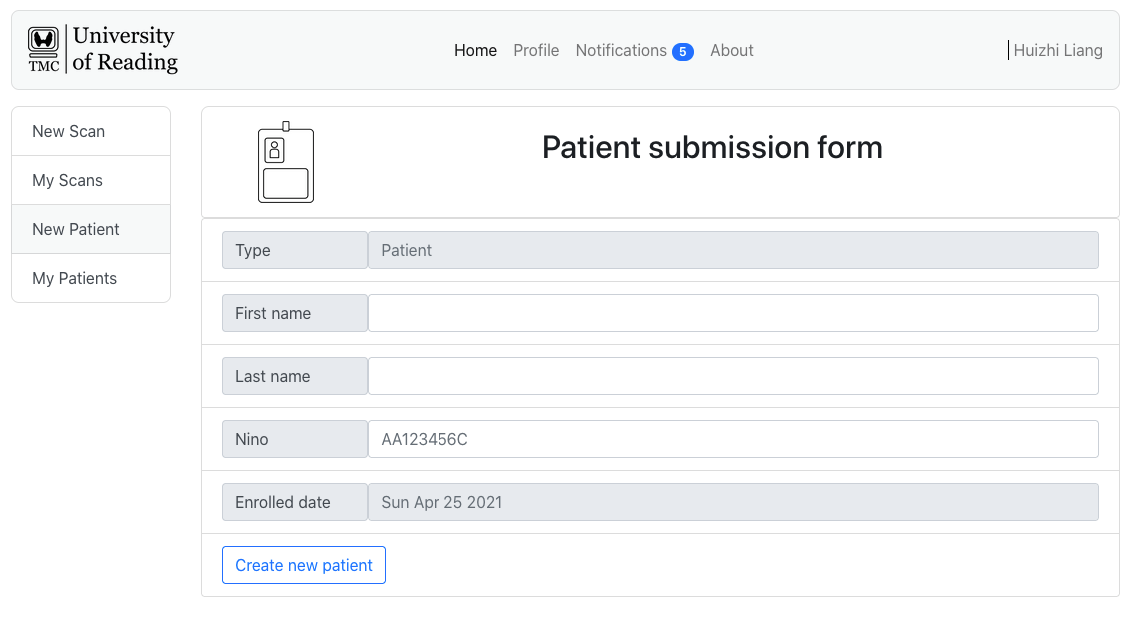 TMC
University
of Reading
Home Profile Notifications 5 About
Huizhi Liang
New Scan
My Scans
New Patient
My Patients
Patient submission form
Type Patient
First name
Last name
Nino AA123456C
Enrolled date Sun Apr 25 2021
Create new patient